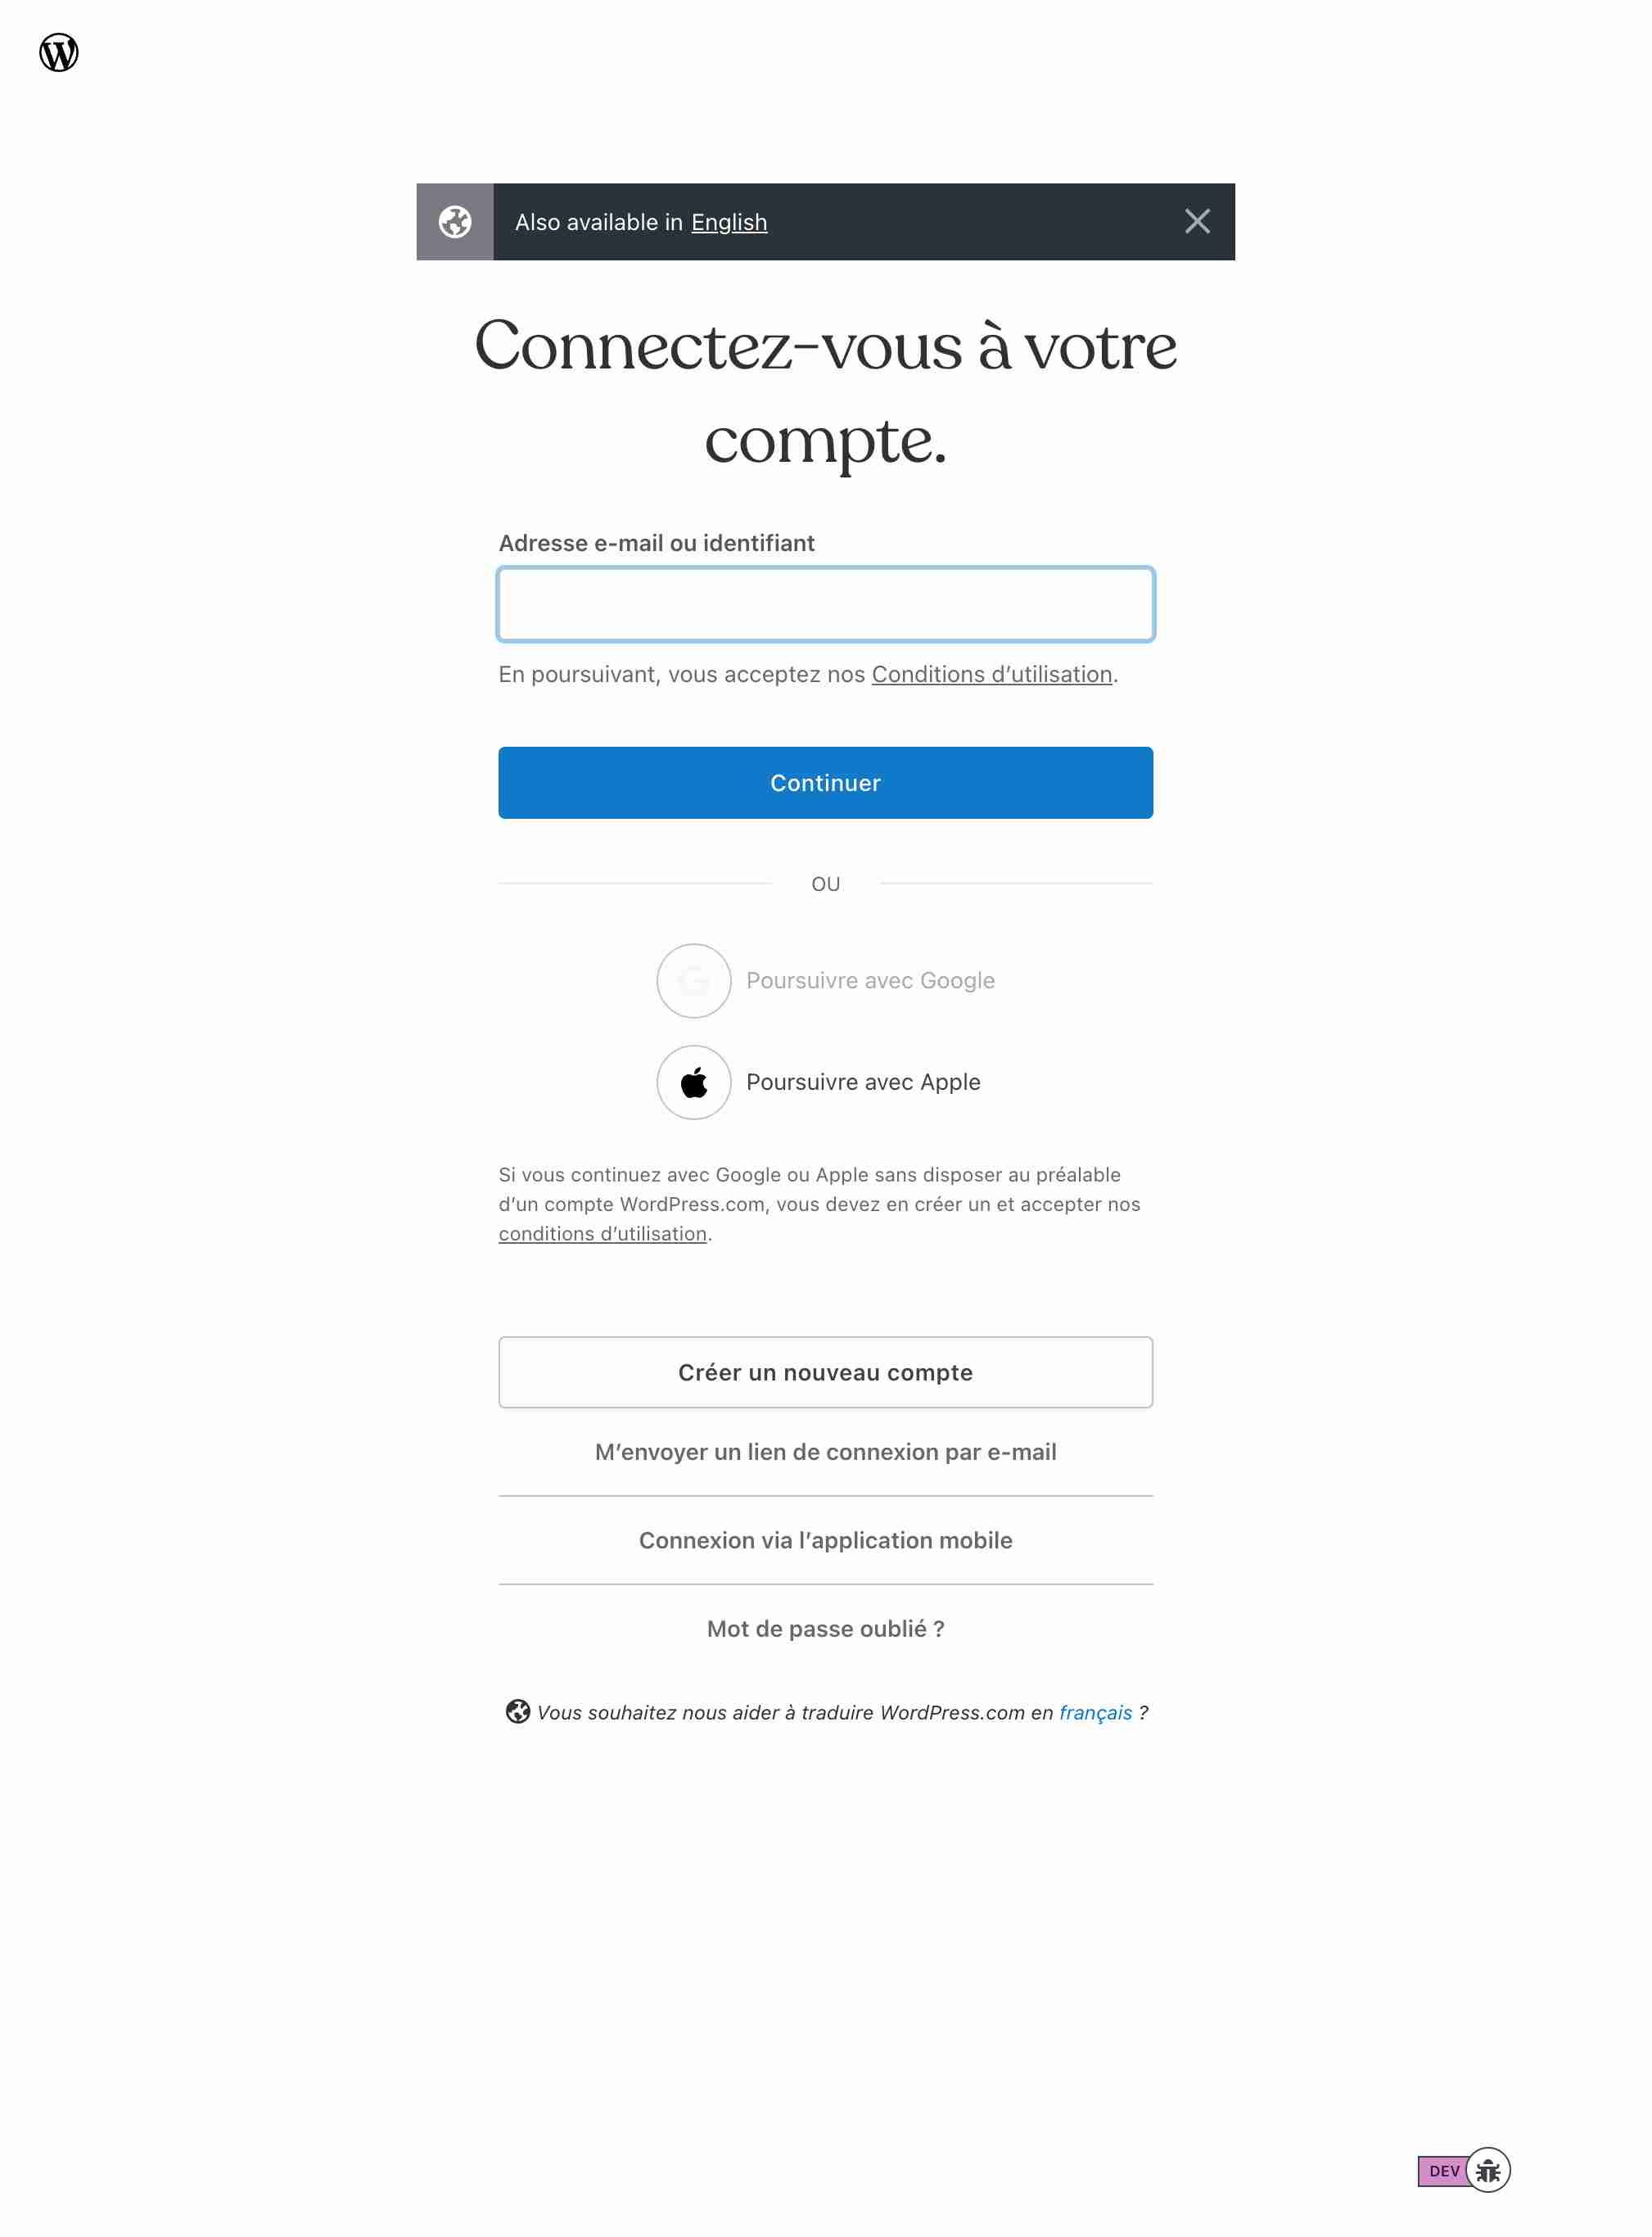 Also available in English
Connectez-vous à votre
compte.
Adresse e-mail ou identifiant
En poursuivant, vous acceptez nos Conditions d’utilisation.
Continuer
OU
Poursuivre avec Google
Poursuivre avec Apple
Si vous continuez avec Google ou Apple sans disposer au préalable
d’un compte WordPress.com, vous devez en créer un et accepter nos
conditions d’utilisation.
Créer un nouveau compte
M’envoyer un lien de connexion par e-mail
Connexion via l’application mobile
Mot de passe oublié ?
Vous souhaitez nous aider à traduire WordPress.com en français ?
DEV